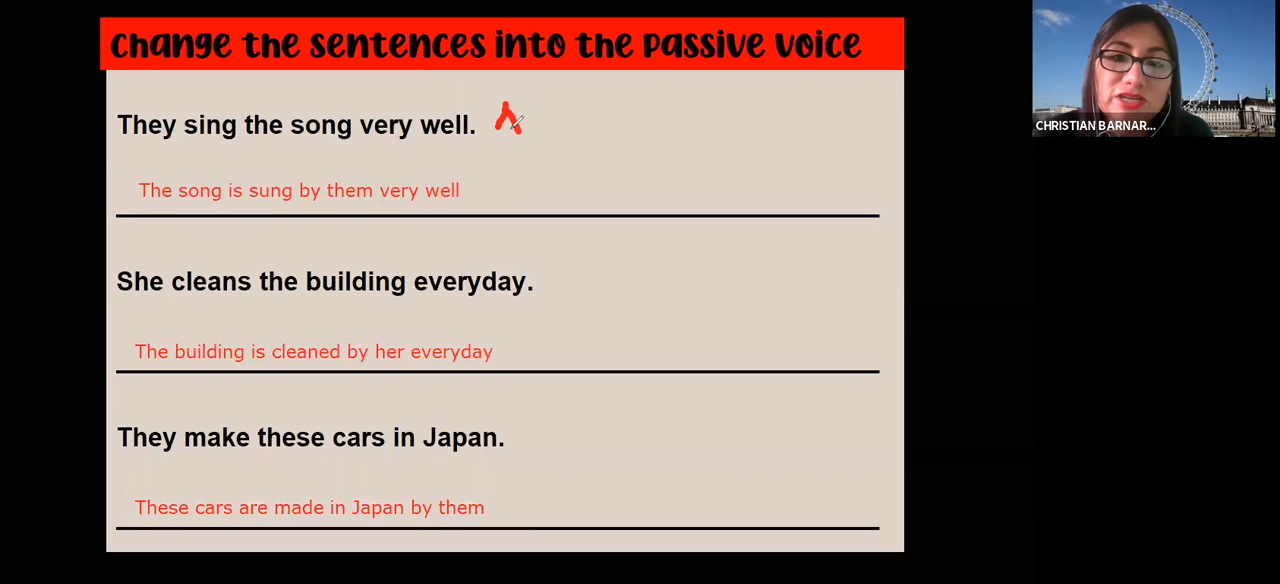 Change the sentences into the passive voice
They sing the song very well.
The song is sung by them very well
She cleans the building everyday.
The building is cleaned by her everyday
They make these cars in Japan.
These cars are made in Japan by them
CHRISTIAN BARNAR...